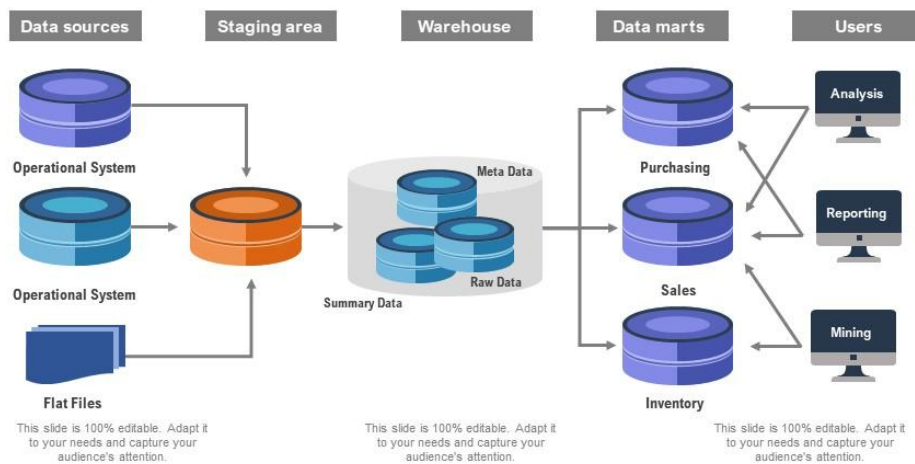 Data sources
Staging area
Warehouse
Data marts
Users
Operational System
Operational System
Flat Files
Meta Data
Raw Data
Summary Data
Purchasing
Sales
Inventory
Analysis
Reporting
Mining
This slide is 100% editable. Adapt it
to your needs and capture your
audience's attention.
This slide is 100% editable. Adapt it
to your needs and capture your
audience's attention.
This slide is 100% editable. Adapt it
to your needs and capture your
audience's attention.